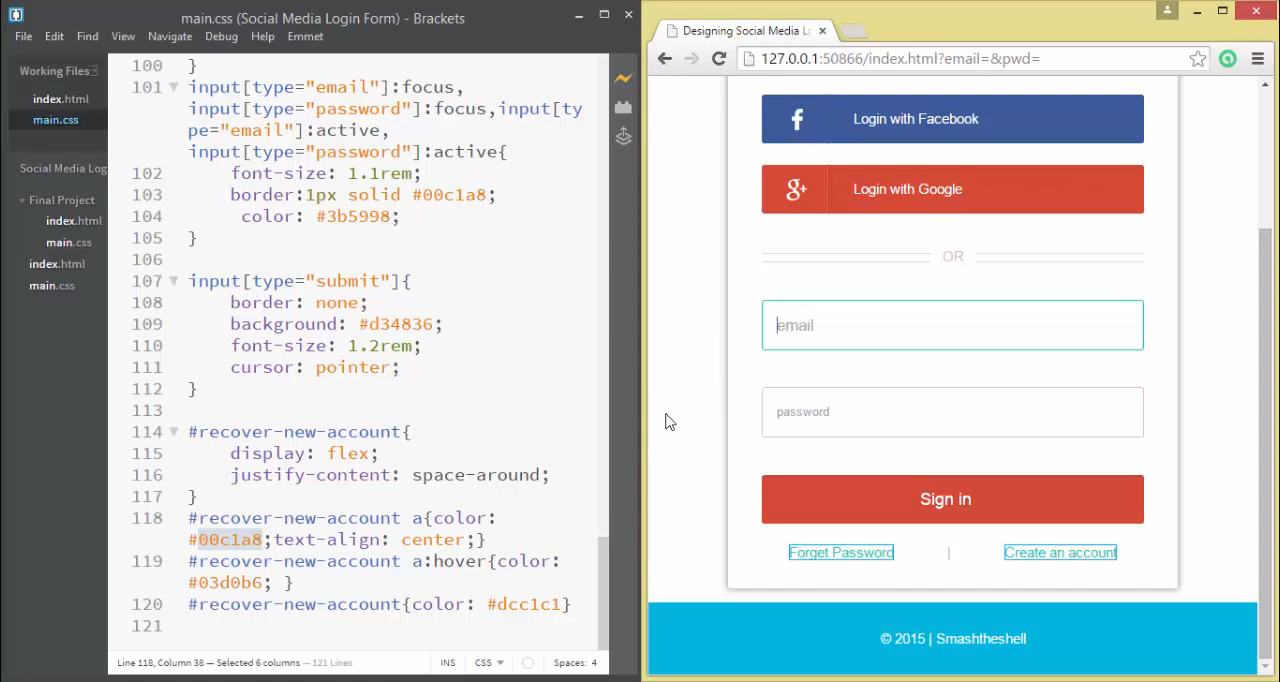 main.css (Social Media Login Form) - Brackets
File Edit Find View Navigate Debug Help Emmet
Working Files
index.html
main.css
Social Media Log
Final Project
index.html
main.css
index.html
main.css
100 }
101 input[type="email"]:focus,
input[type="password"]:focus,input[ty
pe="email"]:active,
input[type="password"]:active{
102 font-size: 1.1rem;
103 border:1px solid #00c1a8;
104 color: #3b5998;
105 }
106
107 input[type="submit"]{
108 border: none;
109 background: #d34836;
110 font-size: 1.2rem;
111 cursor: pointer;
112 }
113
114 #recover-new-account{
115 display: flex;
116 justify-content: space-around;
117 }
118 #recover-new-account a{color:
#00c1a8;text-align: center;}
119 #recover-new-account a:hover{color:
#03d0b6; }
120 #recover-new-account{color: #dcc1c1}
121
Line 118, Column 38 — Selected 6 columns — 121 Lines
INS CSS Spaces: 4
Designing Social Media Lo
127.0.0.1:50866/index.html?email=&pwd=
f Login with Facebook
g+ Login with Google
OR
email
password
Sign in
Forget Password | Create an account
© 2015 | Smashtheshell